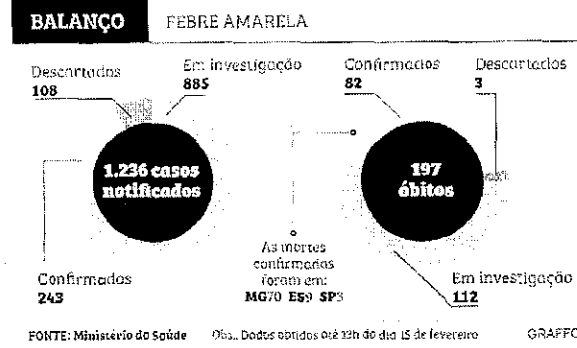 BALANÇO FEBRE AMARELA
Descartados
108
Em investigação
885
Confirmados
82
Descartados
3
1.236 casos
notificados
197
óbitos
Confirmados
243
As mortes
confirmadas
foram em:
MG70 ES9 SP3
Em investigação
112
FONTE: Ministério da Saúde Obs.. Dados obtidos até 13h do dia 15 de fevereiro GRAFFO